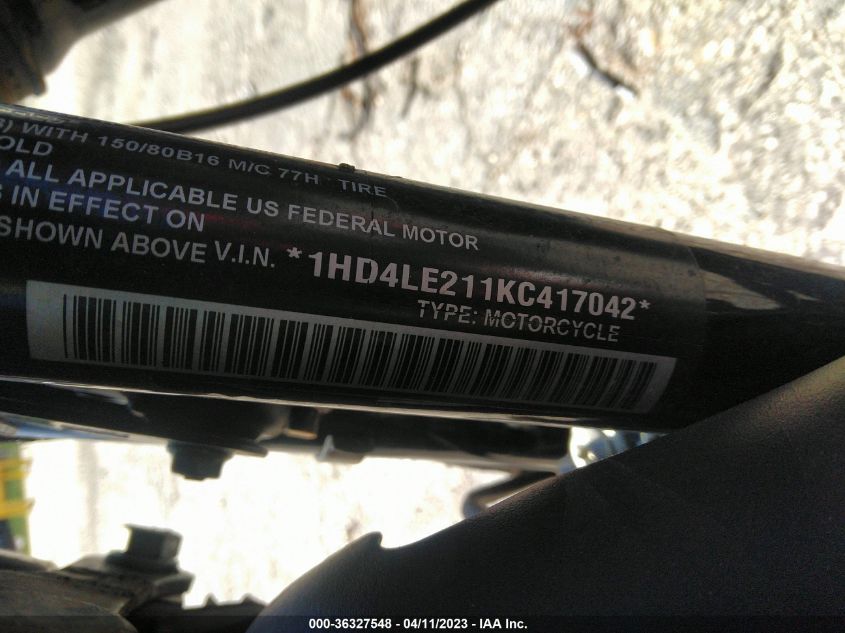 WITH 150/80B16 M/C 77H TIRE
OLD
ALL APPLICABLE US FEDERAL MOTOR
IN EFFECT ON
SHOWN ABOVE V.I.N. *1HD4LE211KC417042*
TYPE: MOTORCYCLE
000-36327548 - 04/11/2023 - IAA Inc.